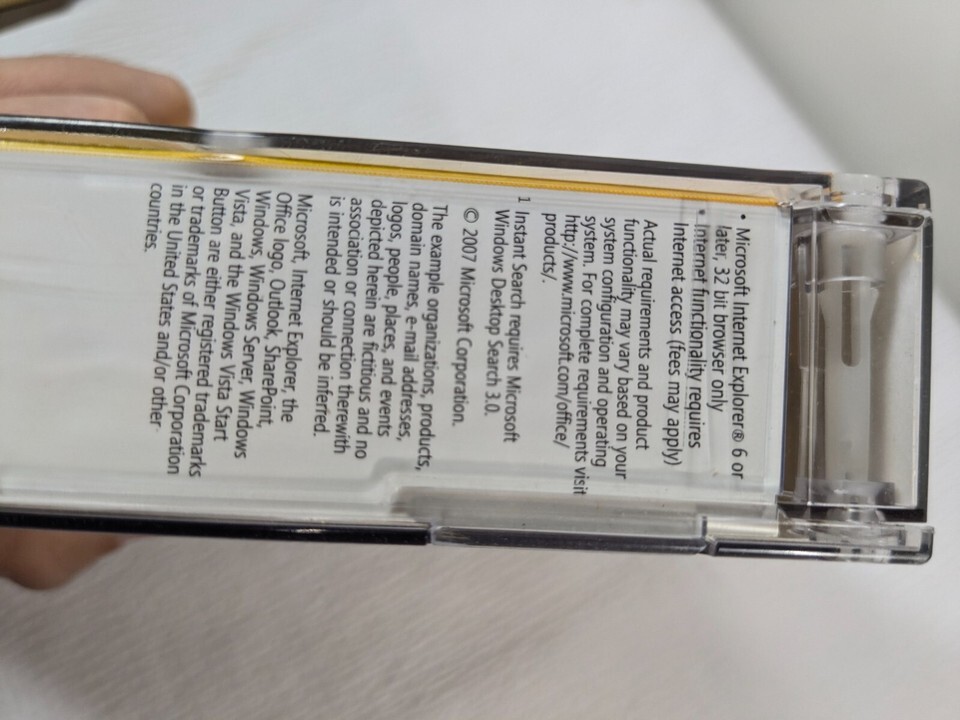 • Microsoft Internet Explorer® 6 or
later, 32 bit browser only
• Internet functionality requires
Internet access (fees may apply)
Actual requirements and product
functionality may vary based on your
system configuration and operating
system. For complete requirements visit
http://www.microsoft.com/office/
products/.
1 Instant Search requires Microsoft
Windows Desktop Search 3.0.
© 2007 Microsoft Corporation.
The example organizations, products,
domain names, e-mail addresses,
logos, people, places, and events
depicted herein are fictitious and no
association or connection therewith
is intended or should be inferred.
Microsoft, Internet Explorer, the
Office logo, Outlook, SharePoint,
Windows, Windows Server, Windows
Vista, and the Windows Vista Start
Button are either registered trademarks
or trademarks of Microsoft Corporation
in the United States and/or other
countries.